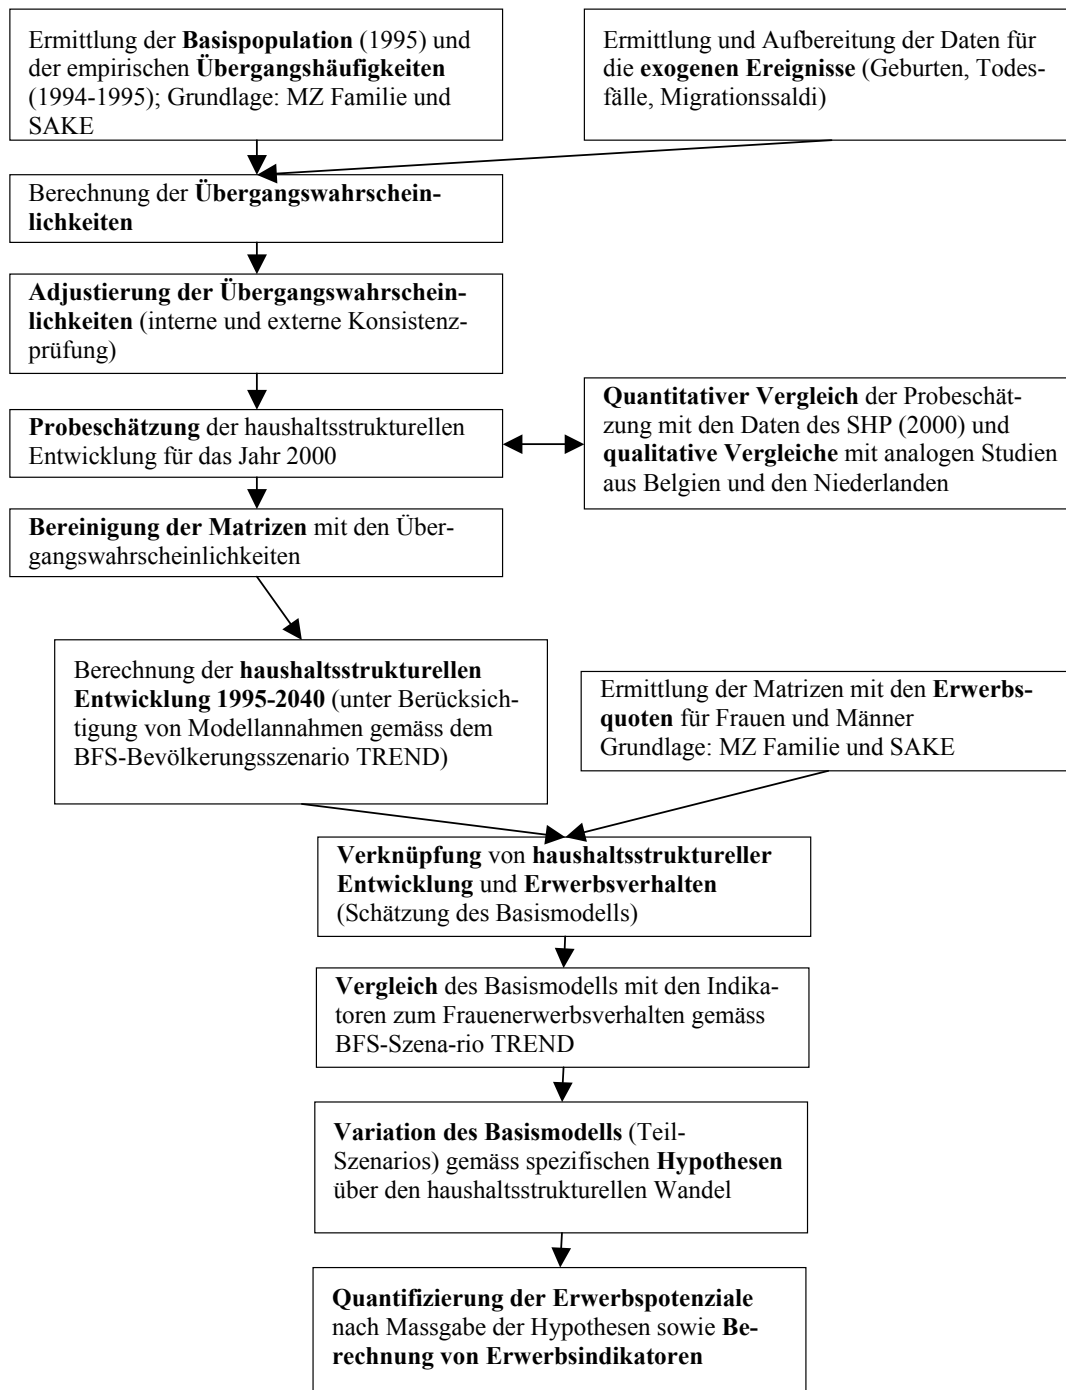 Ermittlung der Basispopulation (1995) und
der empirischen Übergangshäufigkeiten
(1994-1995); Grundlage: MZ Familie und
SAKE
Ermittlung und Aufbereitung der Daten für
die exogenen Ereignisse (Geburten, Todes-
fälle, Migrationssaldi)
Berechnung der Übergangswahrschein-
lichkeiten
Adjustierung der Übergangswahrschein-
lichkeiten (interne und externe Konsistenz-
prüfung)
Probeschätzung der haushaltsstrukturellen
Entwicklung für das Jahr 2000
Quantitativer Vergleich der Probeschät-
zung mit den Daten des SHP (2000) und
qualitative Vergleiche mit analogen Studien
aus Belgien und den Niederlanden
Bereinigung der Matrizen mit den Über-
gangswahrscheinlichkeiten
Berechnung der haushaltsstrukturellen
Entwicklung 1995-2040 (unter Berücksich-
tigung von Modellannahmen gemäss dem
BFS-Bevölkerungsszenario TREND)
Ermittlung der Matrizen mit den Erwerbs-
quoten für Frauen und Männer
Grundlage: MZ Familie und SAKE
Verknüpfung von haushaltsstruktureller
Entwicklung und Erwerbsverhalten
(Schätzung des Basismodells)
Vergleich des Basismodells mit den Indika-
toren zum Frauenerwerbsverhalten gemäss
BFS-Szena-rio TREND
Variation des Basismodells (Teil-
Szenarios) gemäss spezifischen Hypothesen
über den haushaltsstrukturellen Wandel
Quantifizierung der Erwerbspotenziale
nach Massgabe der Hypothesen sowie Be-
rechnung von Erwerbsindikatoren